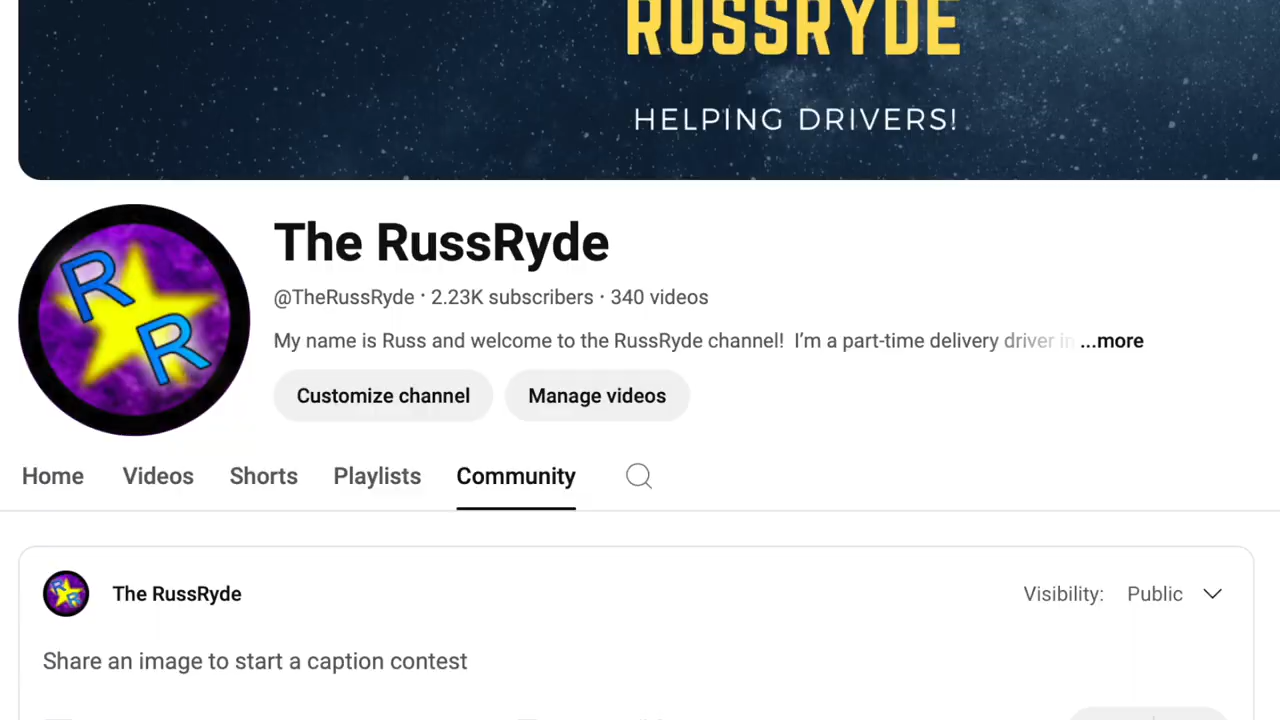 RUSSRYDE
HELPING DRIVERS!
R
R
The RussRyde
@TheRussRyde · 2.23K subscribers · 340 videos
My name is Russ and welcome to the RussRyde channel! I'm a part-time delivery driver in ...more
Customize channel Manage videos
Home Videos Shorts Playlists Community
The RussRyde Visibility: Public
Share an image to start a caption contest